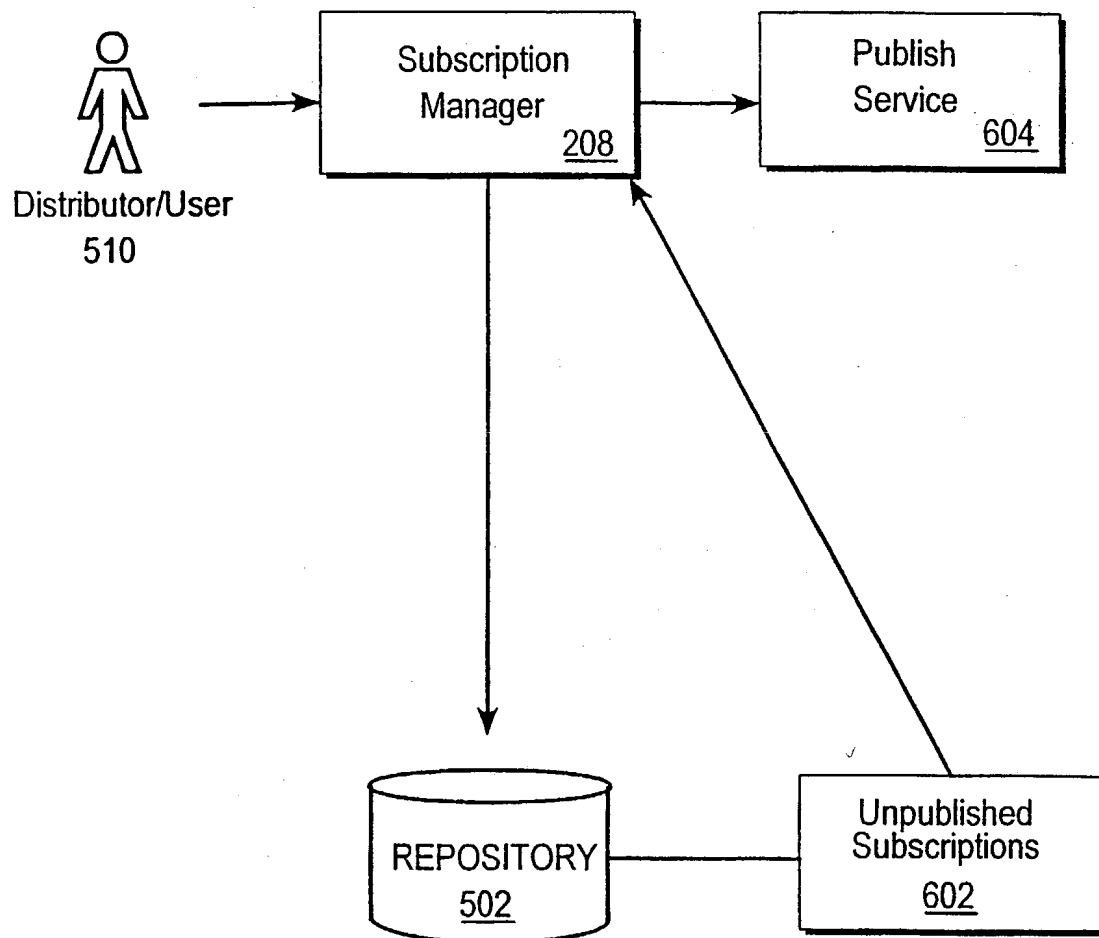 Subscription
Manager
208
Publish
Service
604
Distributor/User
510
REPOSITORY
502
Unpublished
Subscriptions
602